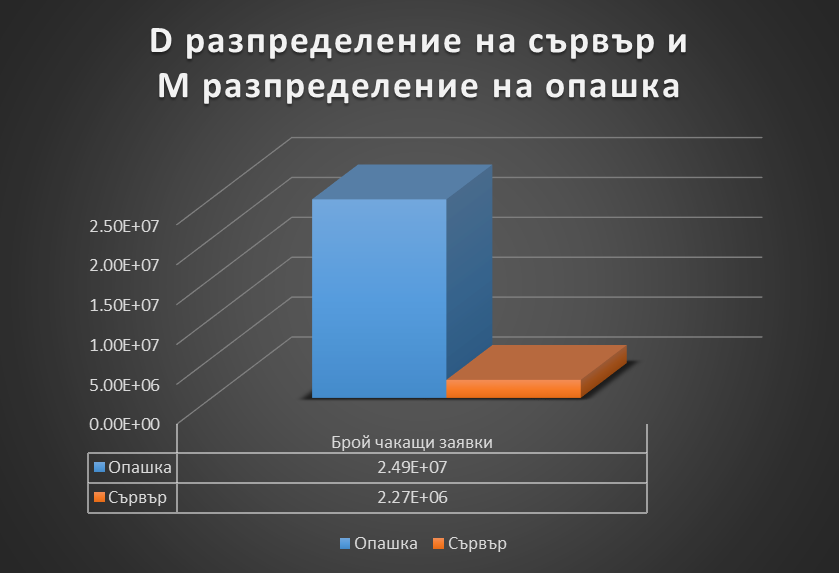 D разпределение на сървър и
M разпределение на опашка
2.50E+07
2.00E+07
1.50E+07
1.00E+07
5.00E+06
0.00E+00
Брой чакащи заявки
Опашка 2.49E+07
Сървър 2.27E+06
Опашка Сървър